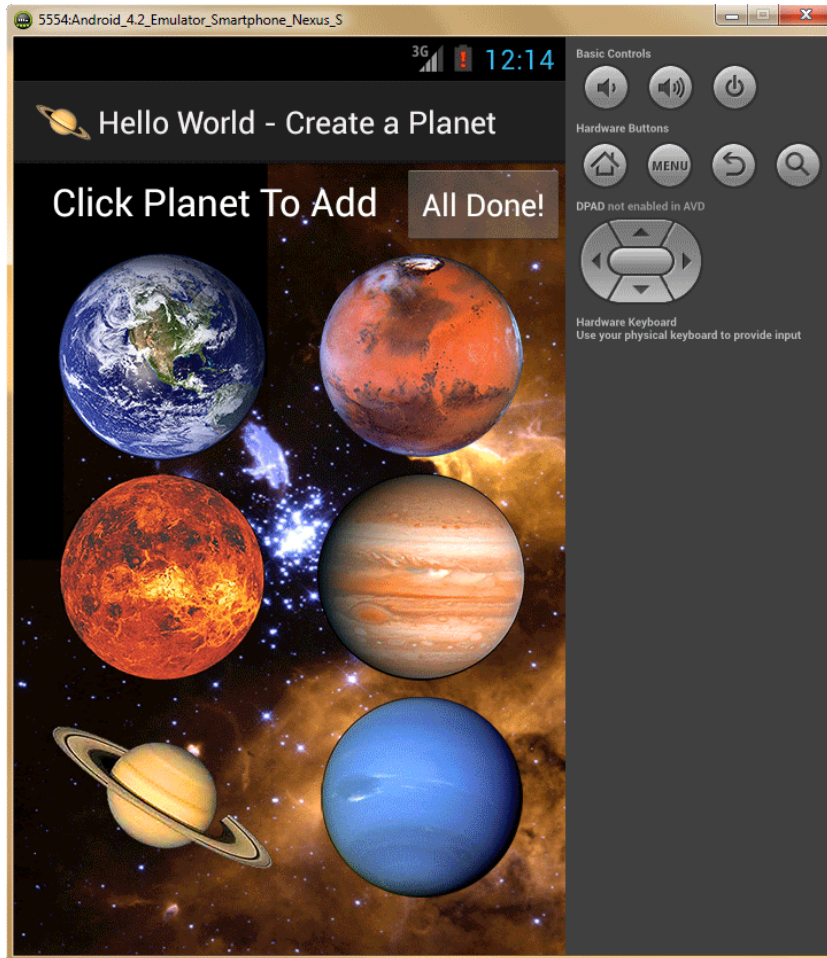 5554:Android_4.2_Emulator_Smartphone_Nexus_S
3G 12:14
Hello World - Create a Planet
Click Planet To Add
All Done!
Basic Controls
Hardware Buttons
MENU
DPAD not enabled in AVD
Hardware Keyboard
Use your physical keyboard to provide input